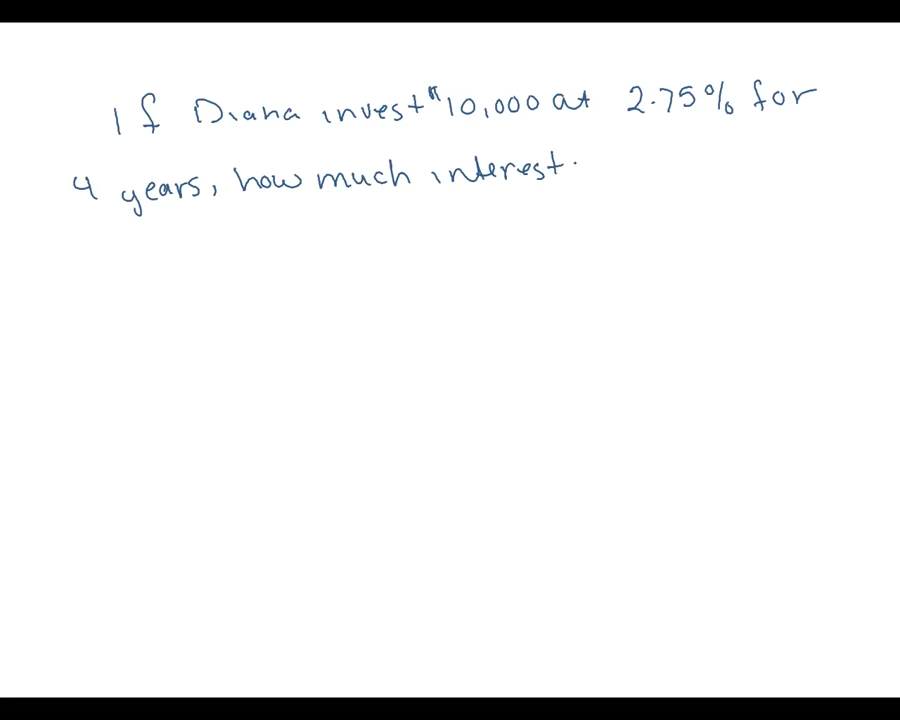 If Diana invest 10,000 at 2.75% for
4 years, how much interest.